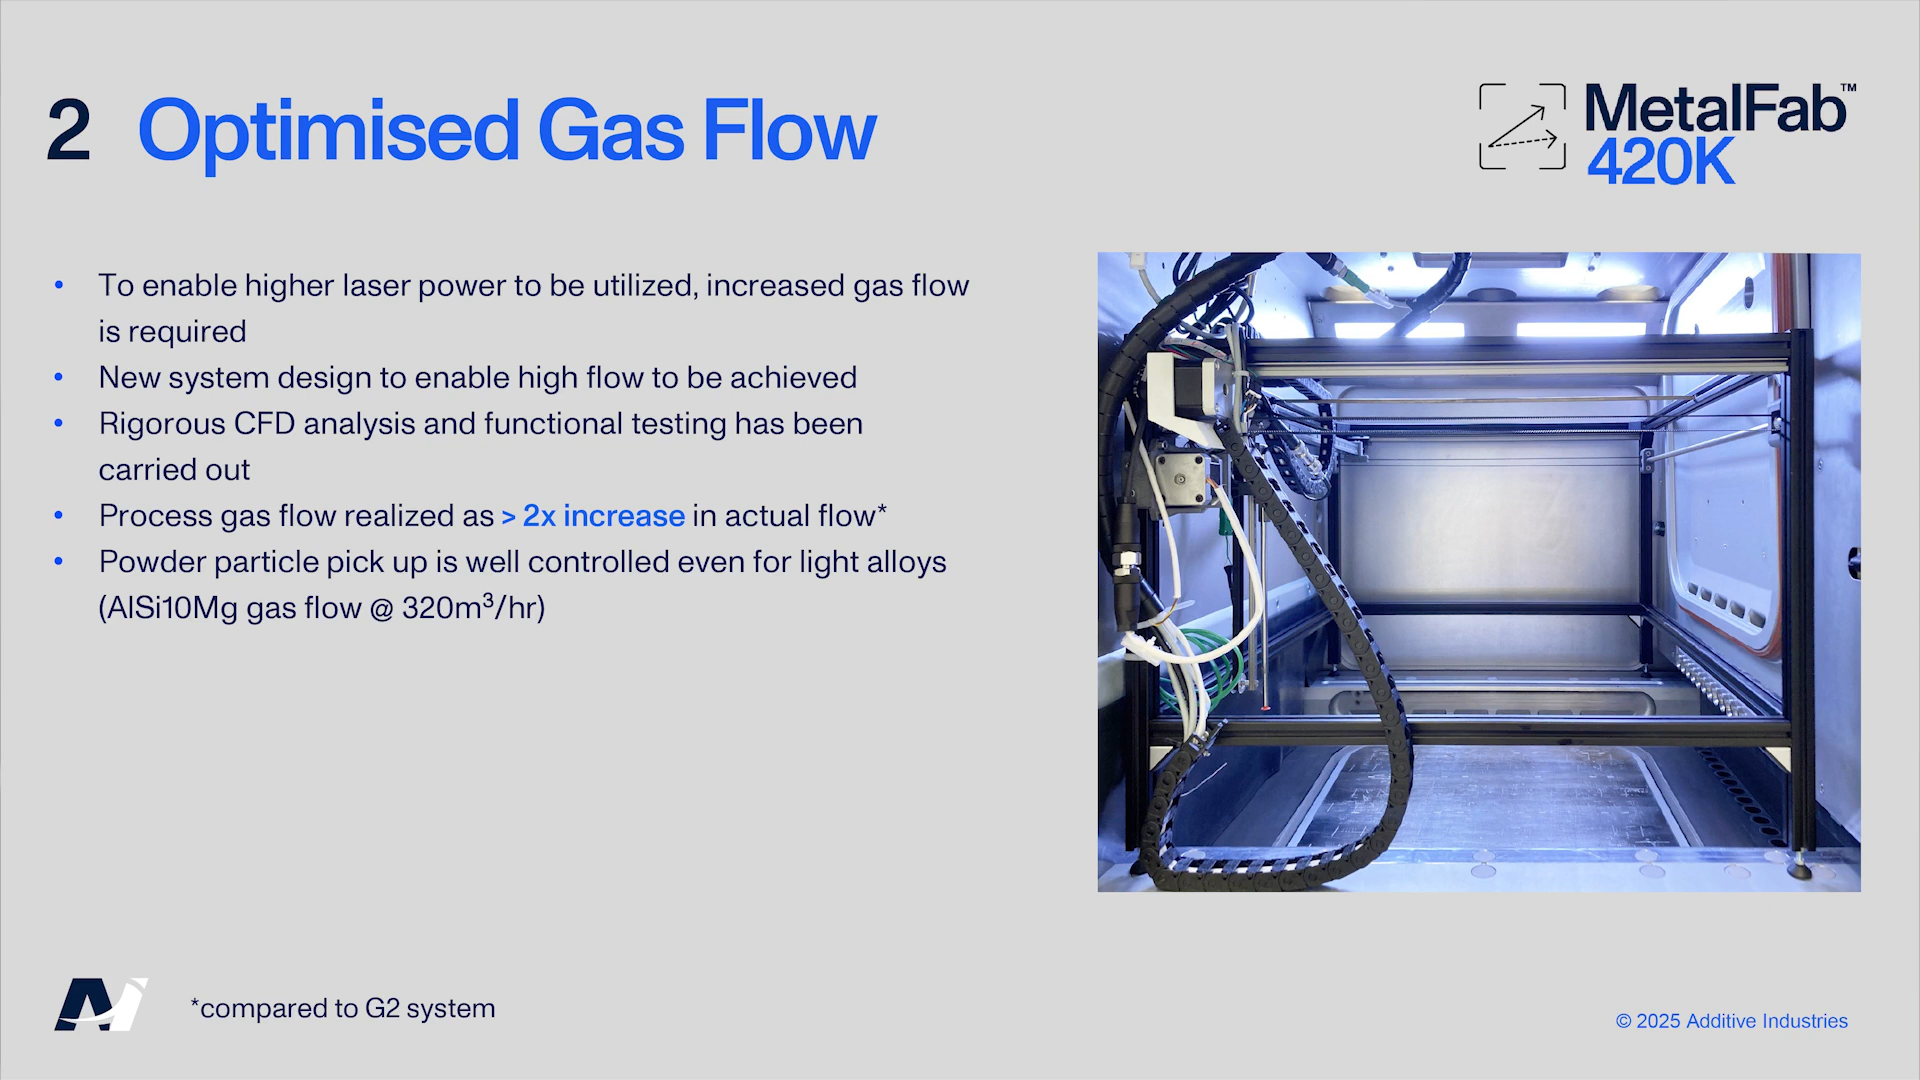 2 Optimised Gas Flow
MetalFab™
420K
• To enable higher laser power to be utilized, increased gas flow
is required
• New system design to enable high flow to be achieved
• Rigorous CFD analysis and functional testing has been
carried out
• Process gas flow realized as > 2x increase in actual flow*
• Powder particle pick up is well controlled even for light alloys
(AlSi10Mg gas flow @ 320m³/hr)
*compared to G2 system
© 2025 Additive Industries